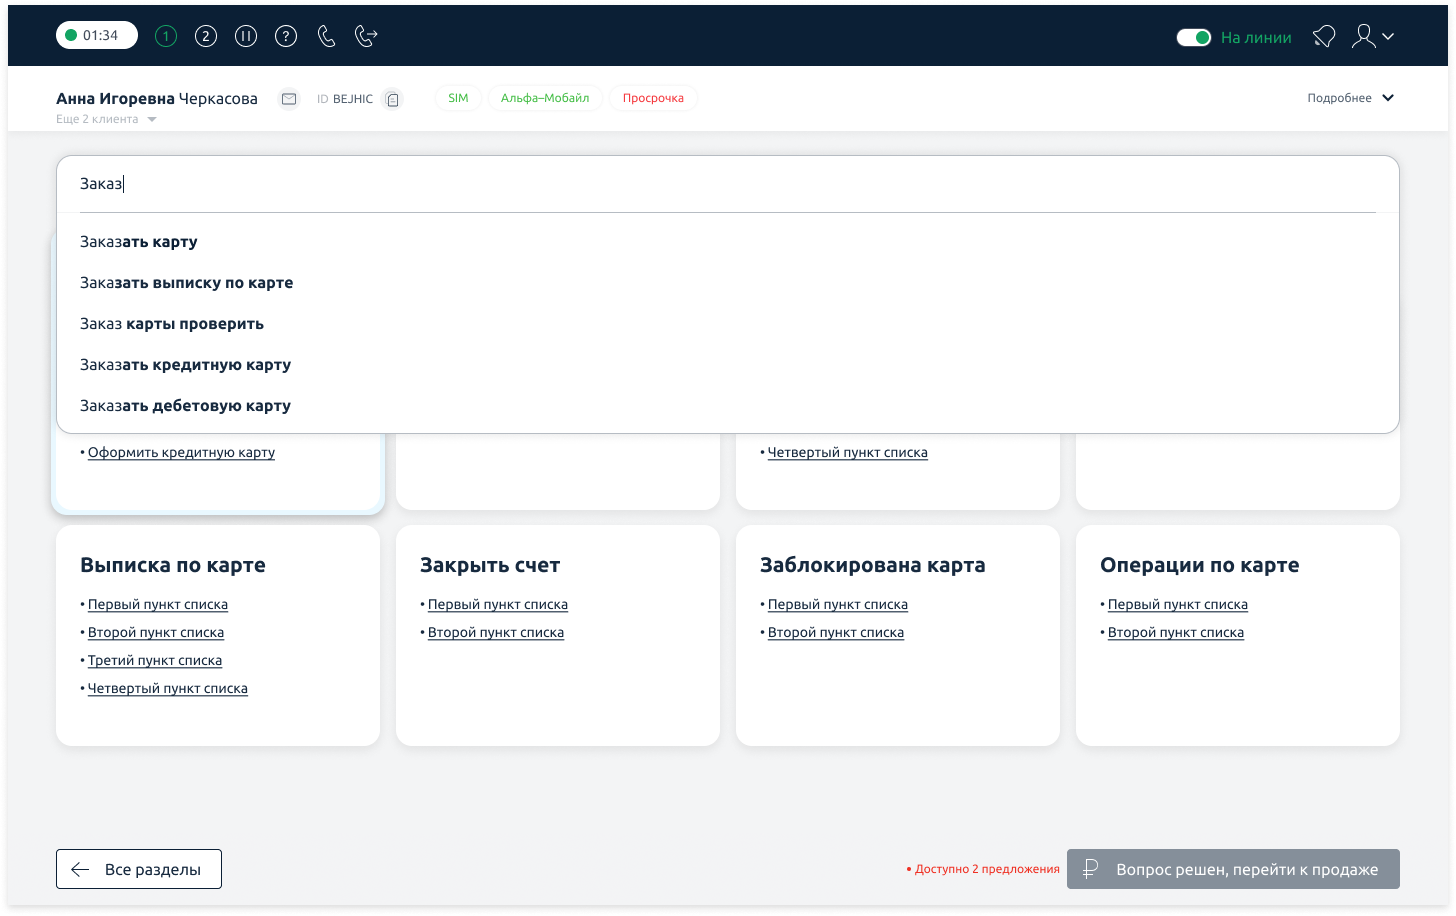 01:34 1 2 ? На линии
Анна Игоревна Черкасова ID BEJHIC SIM Альфа–Мобайл Просрочка Подробнее
Еще 2 клиента
Заказ
Заказать карту
Заказать выписку по карте
Заказ карты проверить
Заказать кредитную карту
Заказать дебетовую карту
• Оформить кредитную карту
• Четвертый пункт списка
Выписка по карте
• Первый пункт списка
• Второй пункт списка
• Третий пункт списка
• Четвертый пункт списка
Закрыть счет
• Первый пункт списка
• Второй пункт списка
Заблокирована карта
• Первый пункт списка
• Второй пункт списка
Операции по карте
• Первый пункт списка
• Второй пункт списка
Все разделы
• Доступно 2 предложения
₽ Вопрос решен, перейти к продаже